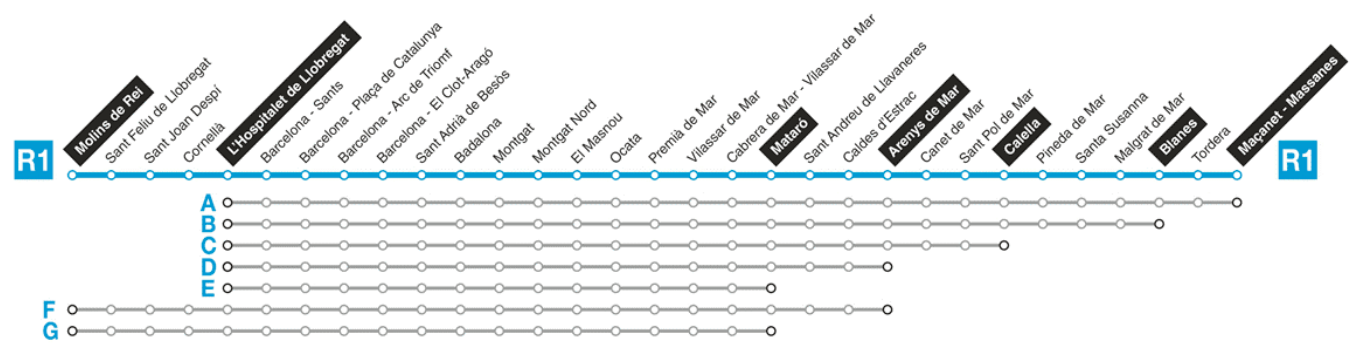 R1
Molins de Rei
Sant Feliu de Llobregat
Sant Joan Despí
Cornellà
L'Hospitalet de Llobregat
Barcelona - Sants
Barcelona - Plaça de Catalunya
Barcelona - Arc de Triomf
Barcelona - El Clot-Aragó
Sant Adrià de Besòs
Badalona
Montgat
Montgat Nord
El Masnou
Ocata
Premià de Mar
Vilassar de Mar
Cabrera de Mar - Vilassar de Mar
Mataró
Sant Andreu de Llavaneres
Caldes d'Estrac
Arenys de Mar
Canet de Mar
Sant Pol de Mar
Calella
Pineda de Mar
Santa Susanna
Malgrat de Mar
Blanes
Tordera
Maçanet - Massanes
R1
A
B
C
D
E
F
G